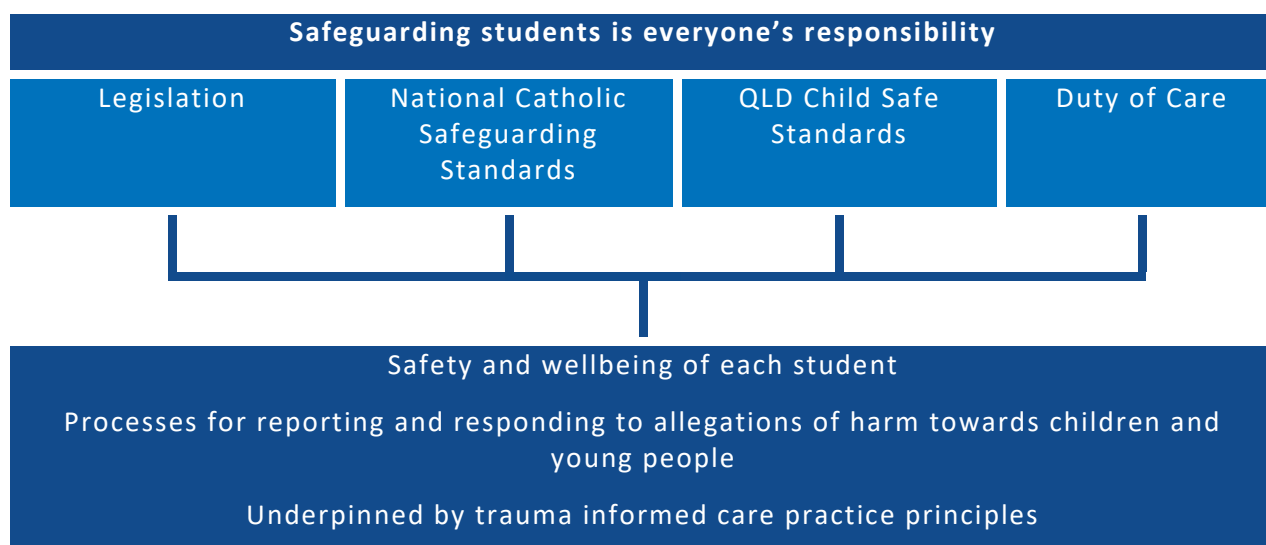 Safeguarding students is everyone’s responsibility
Legislation
National Catholic
Safeguarding
Standards
QLD Child Safe
Standards
Duty of Care
Safety and wellbeing of each student
Processes for reporting and responding to allegations of harm towards children and
young people
Underpinned by trauma informed care practice principles